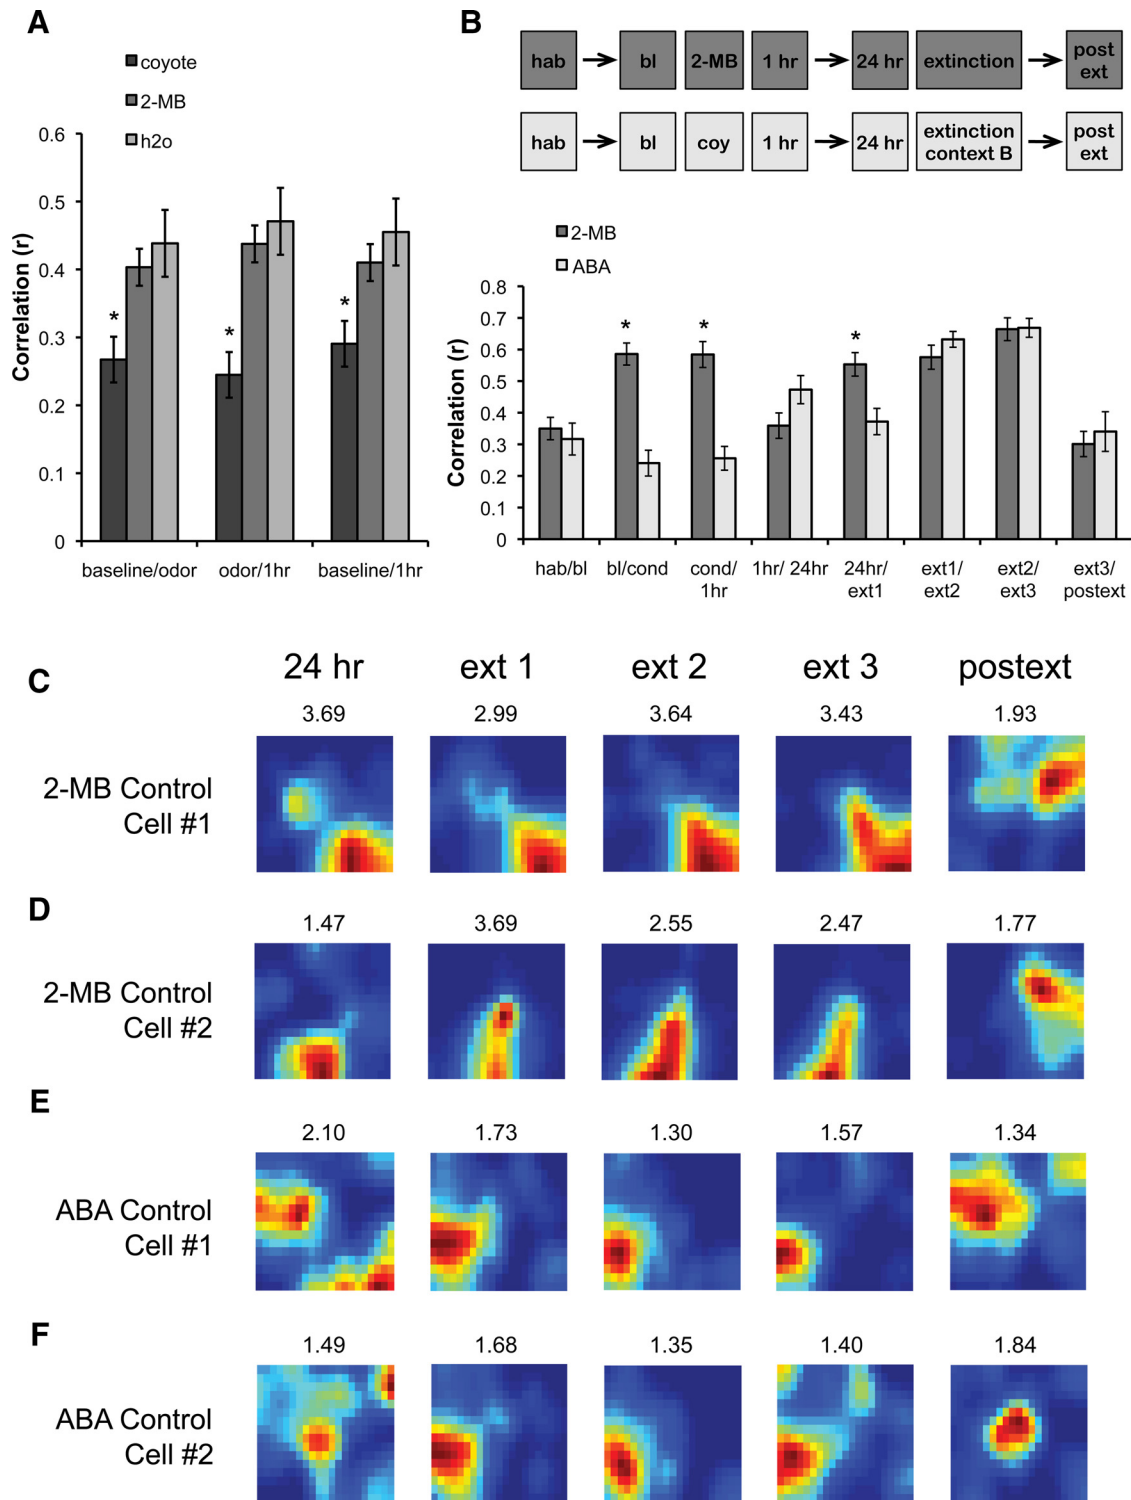 A
coyote
2-MB
h2o
Correlation (r)
0.6
0.5
0.4
0.3
0.2
0.1
0
*
*
*
baseline/odor
odor/1hr
baseline/1hr
B
hab
bl
2-MB
1 hr
24 hr
extinction
post
ext
hab
bl
coy
1 hr
24 hr
extinction
context B
post
ext
2-MB
ABA
Correlation (r)
0.8
0.7
0.6
0.5
0.4
0.3
0.2
0.1
0
*
*
*
hab/bl
bl/cond
cond/
1hr
1hr/ 24hr
24hr/
ext1
ext1/
ext2
ext2/
ext3
ext3/
postext
24 hr
ext 1
ext 2
ext 3
postext
C
2-MB Control
Cell #1
3.69
2.99
3.64
3.43
1.93
D
2-MB Control
Cell #2
1.47
3.69
2.55
2.47
1.77
E
ABA Control
Cell #1
2.10
1.73
1.30
1.57
1.34
F
ABA Control
Cell #2
1.49
1.68
1.35
1.40
1.84